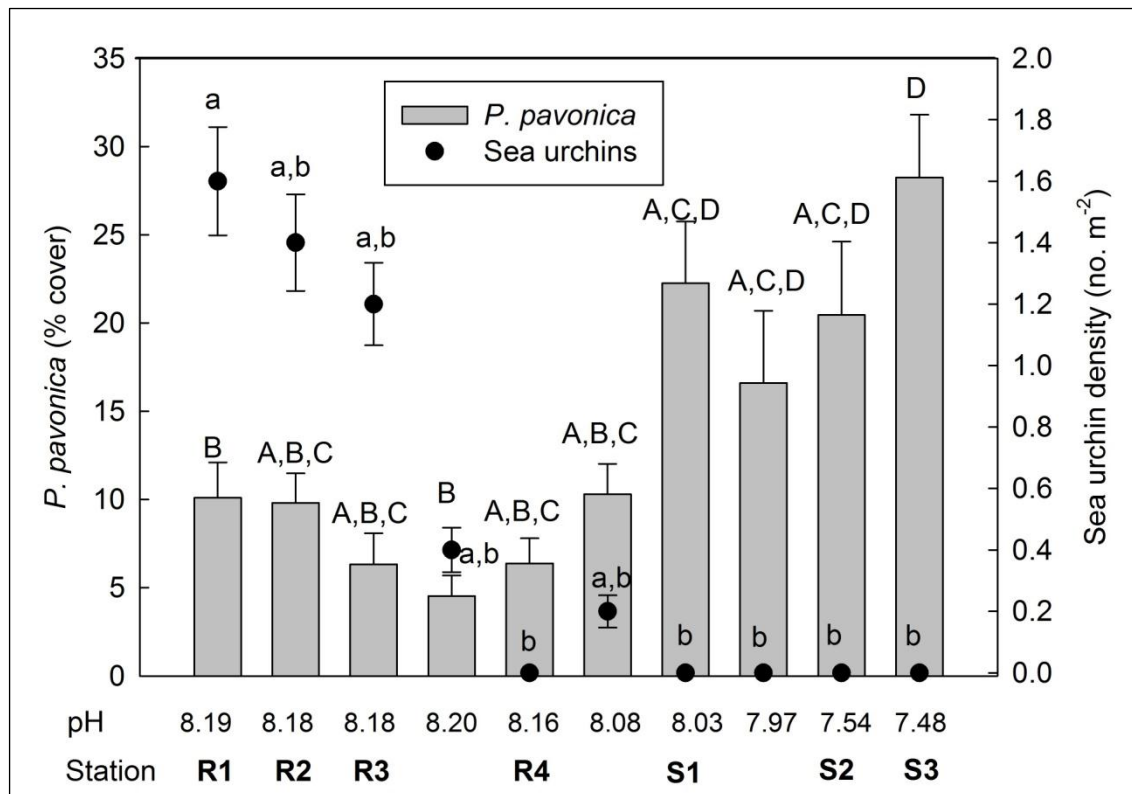 P. pavonica (% cover)
35
30
25
20
15
10
5
0
P. pavonica
Sea urchins
a
a,b
a,b
B
A,B,C
A,B,C
B
a,b
A,B,C
b
A,B,C
a,b
A,C,D
b
A,C,D
b
A,C,D
b
D
b
2.0
1.8
1.6
1.4
1.2
1.0
0.8
0.6
0.4
0.2
0.0
Sea urchin density (no. m-2)
pH 8.19 8.18 8.18 8.20 8.16 8.08 8.03 7.97 7.54 7.48
Station R1 R2 R3 R4 S1 S2 S3